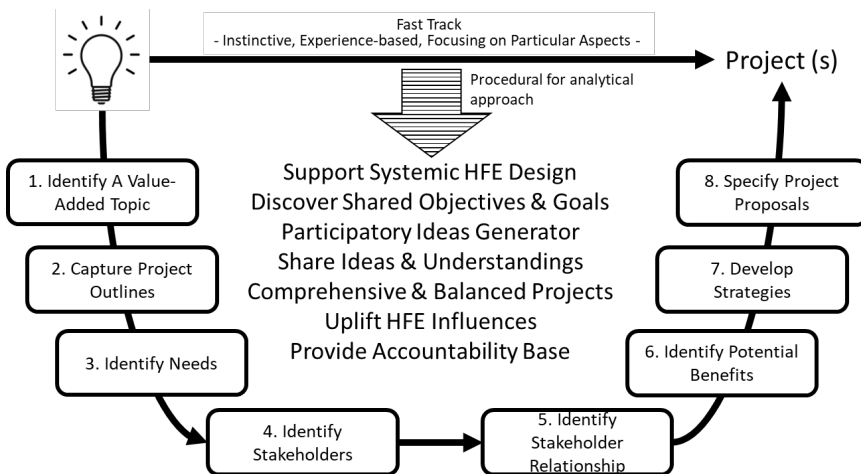 Fast Track
- Instinctive, Experience-based, Focusing on Particular Aspects -
Project (s)
Procedural for analytical
approach
1. Identify A Value-
Added Topic
2. Capture Project
Outlines
3. Identify Needs
4. Identify
Stakeholders
5. Identify
Stakeholder
Relationship
6. Identify Potential
Benefits
7. Develop
Strategies
8. Specify Project
Proposals
Support Systemic HFE Design
Discover Shared Objectives & Goals
Participatory Ideas Generator
Share Ideas & Understandings
Comprehensive & Balanced Projects
Uplift HFE Influences
Provide Accountability Base